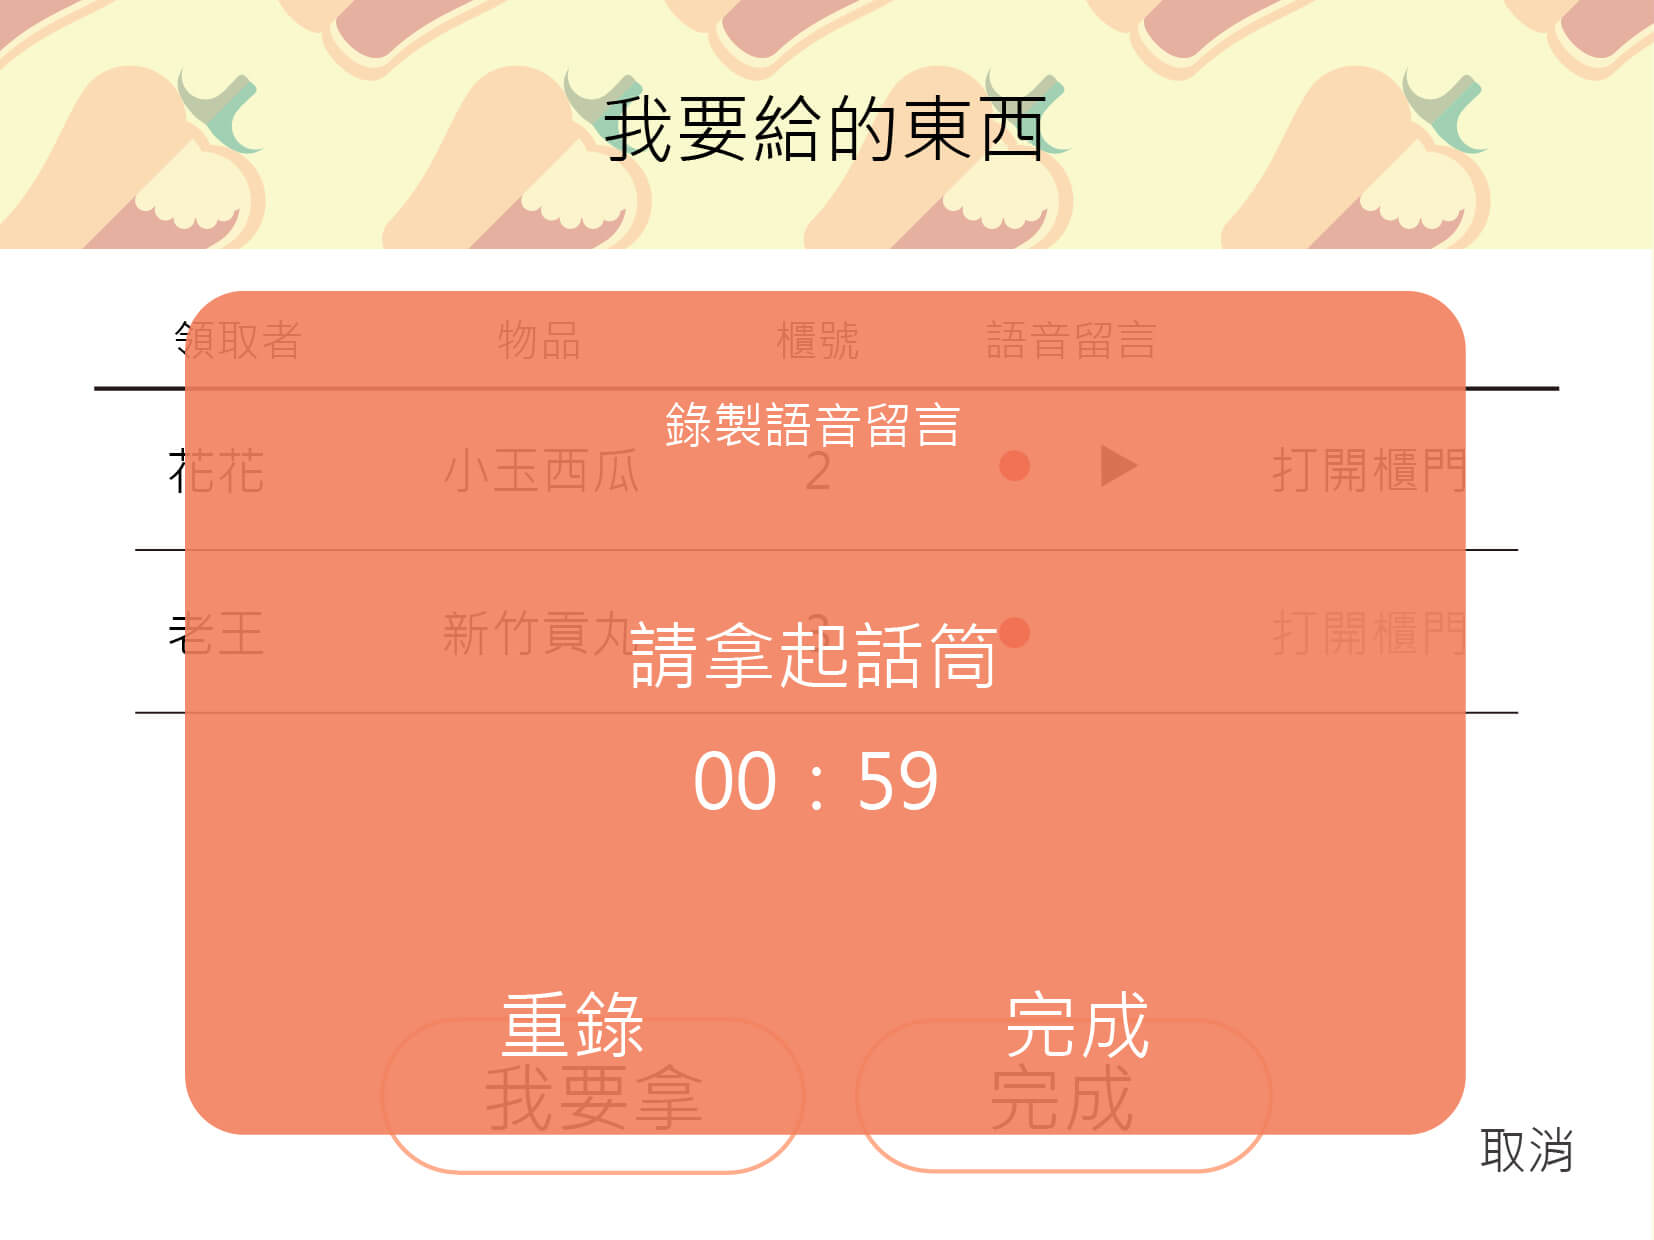 我要給的東西
領取者 物品 櫃號 語音留言
錄製語音留言
花花 小玉西瓜 2 打開櫃門
老王 新竹貢丸 3 打開櫃門
請拿起話筒
00 : 59
重錄 完成
我要拿 完成
取消